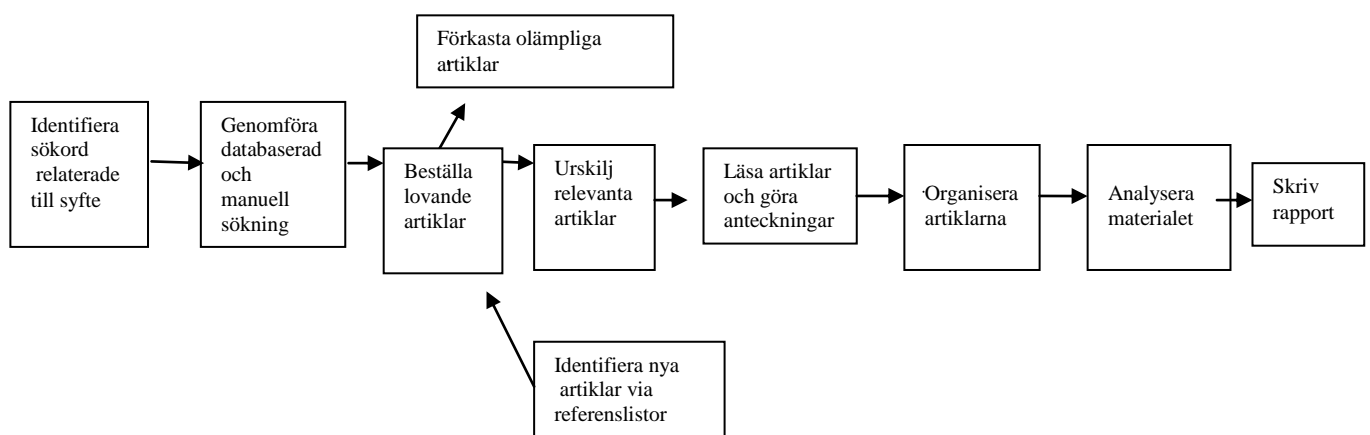 Förkasta olämpliga
artiklar
Identifiera
sökord
relaterade
till syfte
Genomföra
databaserad
och
manuell
sökning
Beställa
lovande
artiklar
Urskilj
relevanta
artiklar
Läsa artiklar
och göra
anteckningar
Organisera
artiklarna
Analysera
materialet
Skriv
rapport
Identifiera nya
artiklar via
referenslistor